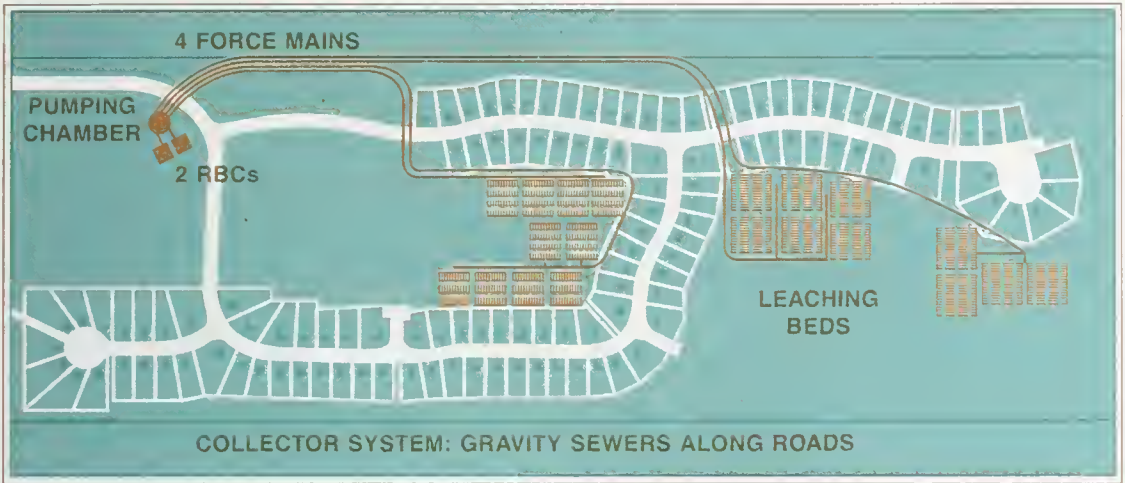 4 FORCE MAINS
PUMPING
CHAMBER
2 RBCs
LEACHING
BEDS
COLLECTOR SYSTEM: GRAVITY SEWERS ALONG ROADS